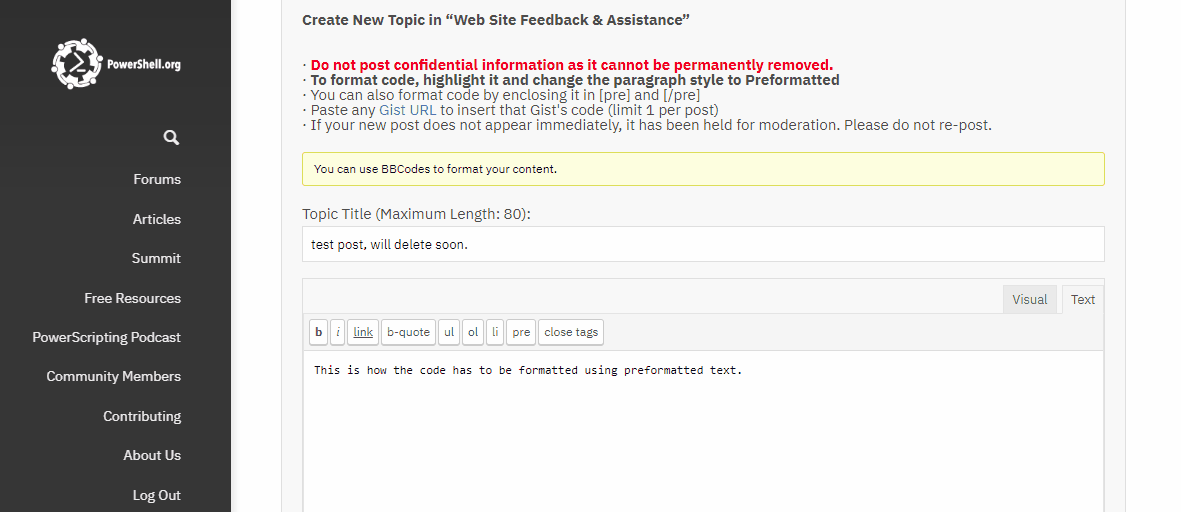 PowerShell.org
Forums
Articles
Summit
Free Resources
PowerScripting Podcast
Community Members
Contributing
About Us
Log Out
Create New Topic in “Web Site Feedback & Assistance”
· Do not post confidential information as it cannot be permanently removed.
· To format code, highlight it and change the paragraph style to Preformatted
· You can also format code by enclosing it in [pre] and [/pre]
· Paste any Gist URL to insert that Gist's code (limit 1 per post)
· If your new post does not appear immediately, it has been held for moderation. Please do not re-post.
You can use BBCodes to format your content.
Topic Title (Maximum Length: 80):
test post, will delete soon.
Visual Text
b i link b-quote ul ol li pre close tags
This is how the code has to be formatted using preformatted text.